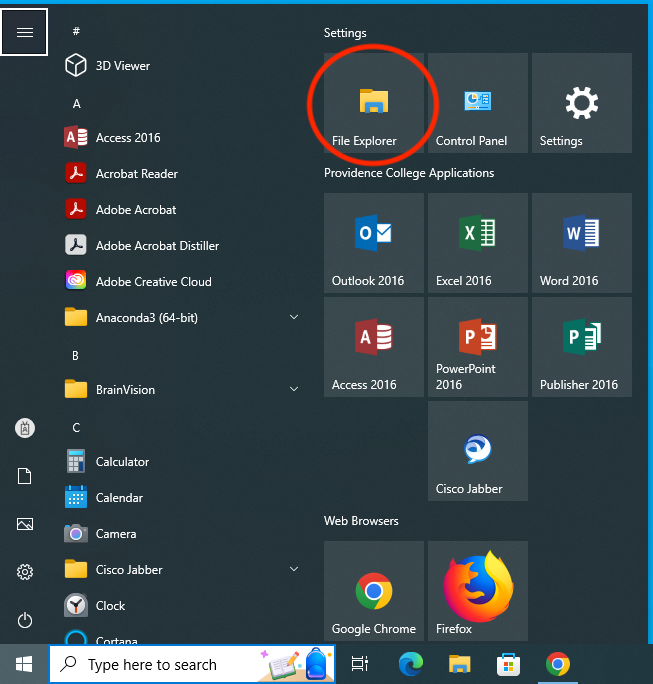 #
3D Viewer
A
Access 2016
Acrobat Reader
Adobe Acrobat
Adobe Acrobat Distiller
Adobe Creative Cloud
Anaconda3 (64-bit)
B
BrainVision
C
Calculator
Calendar
Camera
Cisco Jabber
Clock
Cortana
Settings
File Explorer
Control Panel
Settings
Providence College Applications
Outlook 2016
Excel 2016
Word 2016
Access 2016
PowerPoint
2016
Publisher 2016
Cisco Jabber
Web Browsers
Google Chrome
Firefox
Type here to search